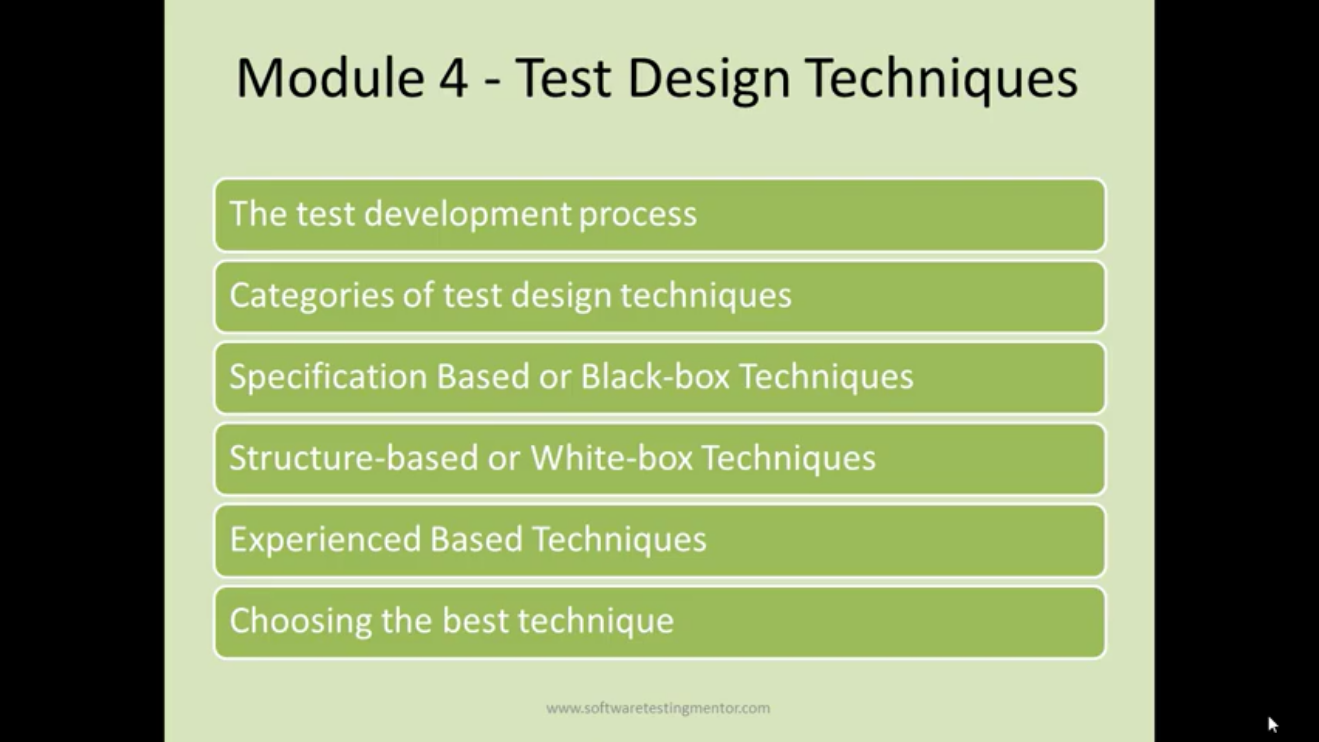 Module 4 - Test Design Techniques
The test development process
Categories of test design techniques
Specification Based or Black-box Techniques
Structure-based or White-box Techniques
Experienced Based Techniques
Choosing the best technique
www.softwaretestingmentor.com